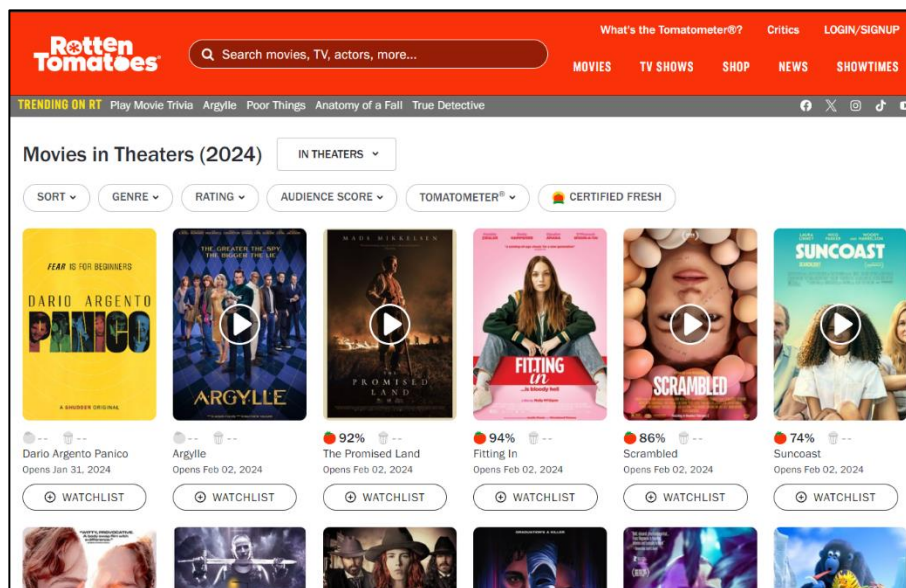 What's the Tomatometer®? Critics LOGIN/SIGNUP
Rotten
Tomatoes
Search movies, TV, actors, more...
MOVIES TV SHOWS SHOP NEWS SHOWTIMES
TRENDING ON RT Play Movie Trivia Argylle Poor Things Anatomy of a Fall True Detective
Movies in Theaters (2024) IN THEATERS
SORT GENRE RATING AUDIENCE SCORE TOMATOMETER® CERTIFIED FRESH
FEAR IS FOR BEGINNERS
DARIO ARGENTO
PANICO
A SHUDDER ORIGINAL
THE GREATER THE SPY,
THE BIGGER THE LIE.
ARGYLLE
MADS MIKKELSEN
THE
PROMISED
LAND
FITTING
in
...is bloody hell
SCRAMBLED
SUNCOAST
-- -- -- -- 92% -- 94% -- 86% -- 74% --
Dario Argento Panico Argylle The Promised Land Fitting In Scrambled Suncoast
Opens Jan 31, 2024 Opens Feb 02, 2024 Opens Feb 02, 2024 Opens Feb 02, 2024 Opens Feb 02, 2024 Opens Feb 02, 2024
WATCHLIST WATCHLIST WATCHLIST WATCHLIST WATCHLIST WATCHLIST